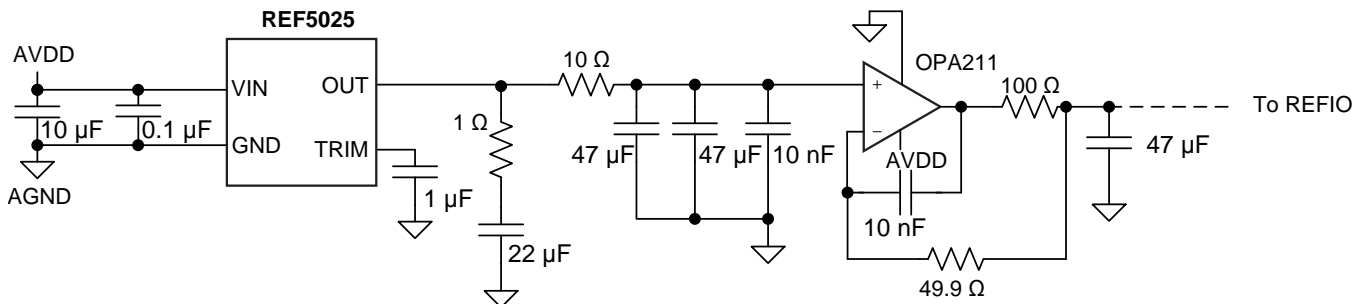 REF5025
AVDD
VIN
OUT
10 µF
0.1 µF
GND
TRIM
AGND
1 µF
1 Ω
22 µF
10 Ω
47 µF
47 µF
10 nF
OPA211
+
−
AVDD
10 nF
49.9 Ω
100 Ω
47 µF
To REFIO